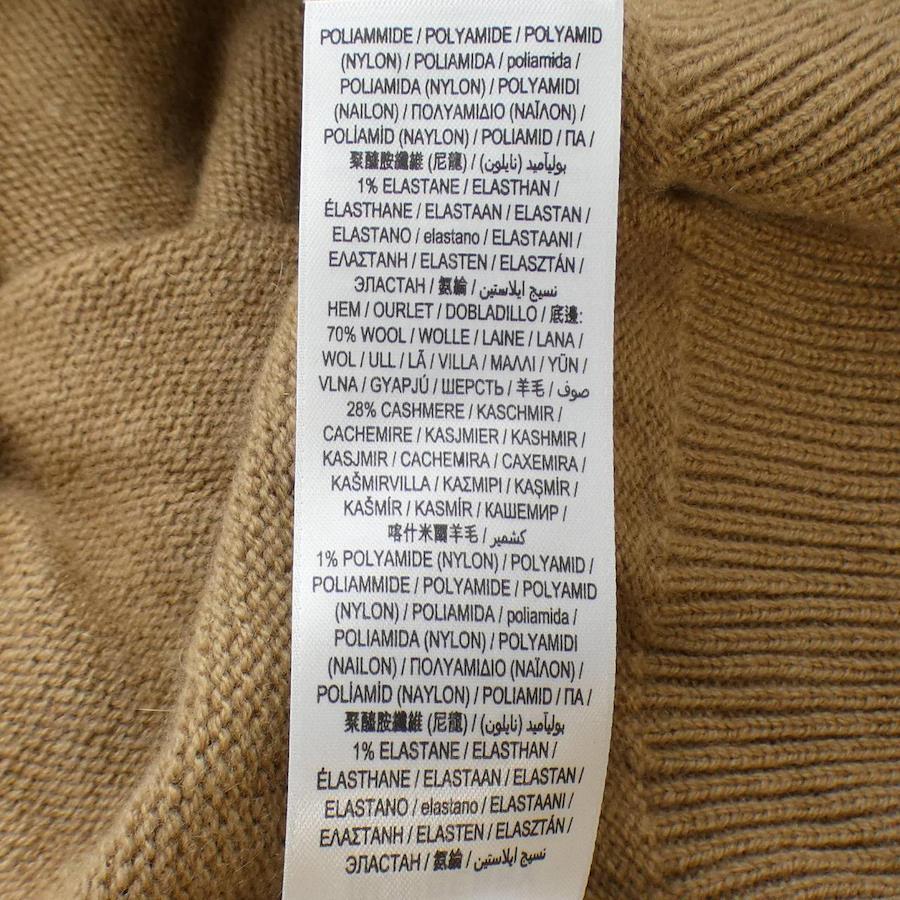 POLIAMMIDE / POLYAMIDE / POLYAMID
(NYLON) / POLIAMIDA / poliamida /
POLIAMIDA (NYLON) / POLYAMIDI
(NAILON) / ΠΟΛΥΑΜΙΔΙΟ (ΝΑΪΛΟΝ) /
POLİAMİD (NAYLON) / POLIAMID / ПА /
聚醯胺纖維 (尼龍) / بوليآميد (نايلون)
1% ELASTANE / ELASTHAN /
ÉLASTHANE / ELASTAAN / ELASTAN /
ELASTANO / elastano / ELASTAANI /
ΕΛΑΣΤΑΝΗ / ELASTEN / ELASZTÁN /
ЭЛАСТАН / 氨綸 / نسيج ايلاستين
HEM / OURLET / DOBLADILLO / 底邊:
70% WOOL / WOLLE / LAINE / LANA /
WOL / ULL / LÃ / VILLA / ΜΑΛΛΙ / YÜN /
VLNA / GYAPJÚ / ШЕРСТЬ / 羊毛 / صوف
28% CASHMERE / KASCHMIR /
CACHEMIRE / KASJMIER / KASHMIR /
KASJMIR / CACHEMIRA / CAXEMIRA /
KAŠMIRVILLA / ΚΑΣΜΙΡΙ / KAŞMİR /
KAŠMÍR / KASMÍR / КАШЕМИР /
喀什米爾羊毛 / كشمير
1% POLYAMIDE (NYLON) / POLYAMID /
POLIAMMIDE / POLYAMIDE / POLYAMID
(NYLON) / POLIAMIDA / poliamida /
POLIAMIDA (NYLON) / POLYAMIDI
(NAILON) / ΠΟΛΥΑΜΙΔΙΟ (ΝΑΪΛΟΝ) /
POLİAMİD (NAYLON) / POLIAMID / ПА /
聚醯胺纖維 (尼龍) / بوليآميد (نايلون)
1% ELASTANE / ELASTHAN /
ÉLASTHANE / ELASTAAN / ELASTAN /
ELASTANO / elastano / ELASTAANI /
ΕΛΑΣΤΑΝΗ / ELASTEN / ELASZTÁN /
ЭЛАСТАН / 氨綸 / نسيج ايلاستين